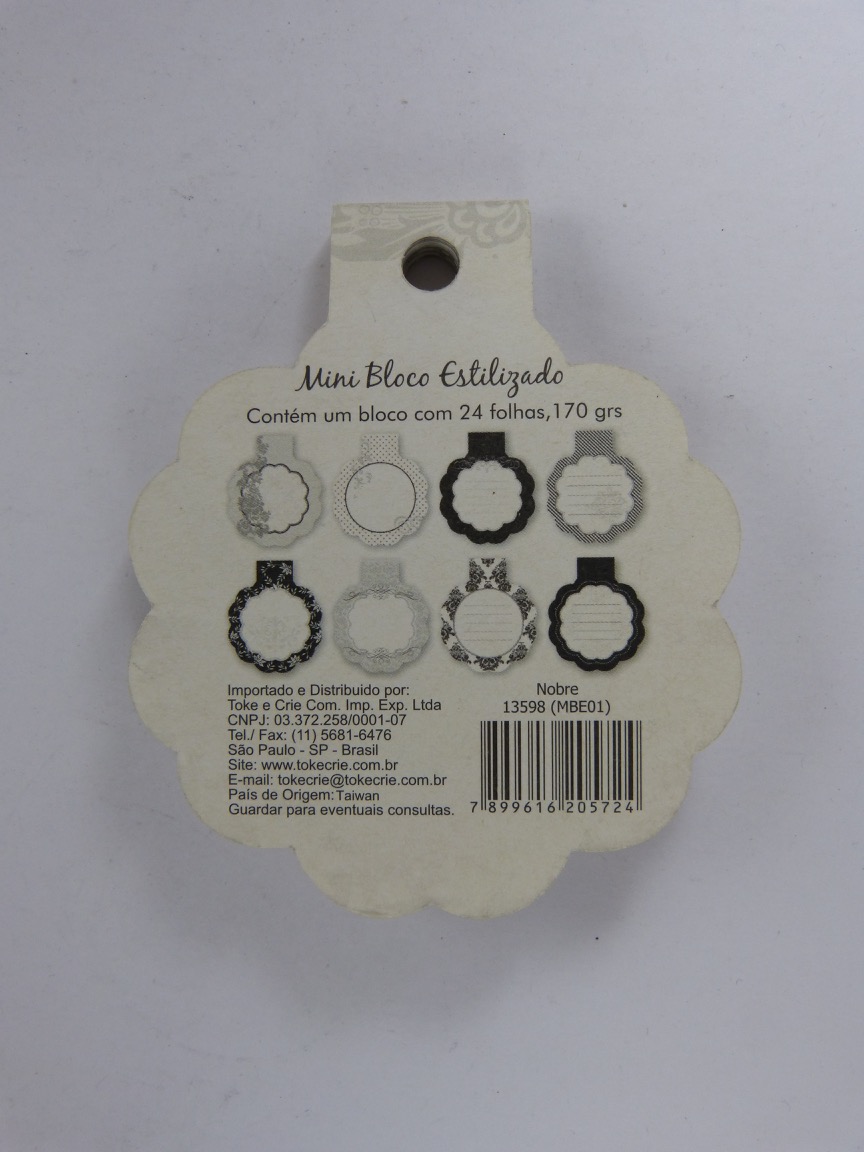 Mini Bloco Estilizado
Contém um bloco com 24 folhas,170 grs
Importado e Distribuido por:
Toke e Crie Com. Imp. Exp. Ltda
CNPJ: 03.372.258/0001-07
Tel./ Fax: (11) 5681-6476
São Paulo - SP - Brasil
Site: www.tokecrie.com.br
E-mail: tokecrie@tokecrie.com.br
País de Origem: Taiwan
Guardar para eventuais consultas.
Nobre
13598 (MBE01)
7 899616 205724